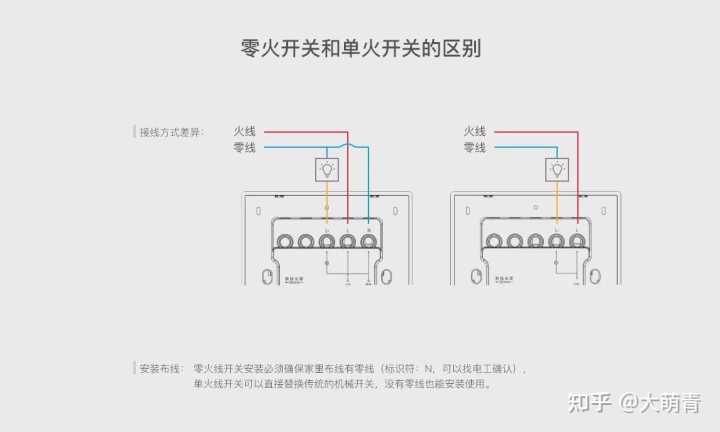 零火开关和单火开关的区别
接线方式差异：
火线
零线
火线
零线
L1
L
N
L1
L
安装布线： 零火线开关安装必须确保家里布线有零线（标识符：N，可以找电工确认），
单火线开关可以直接替换传统的机械开关，没有零线也能安装使用。
知乎 @大萌青